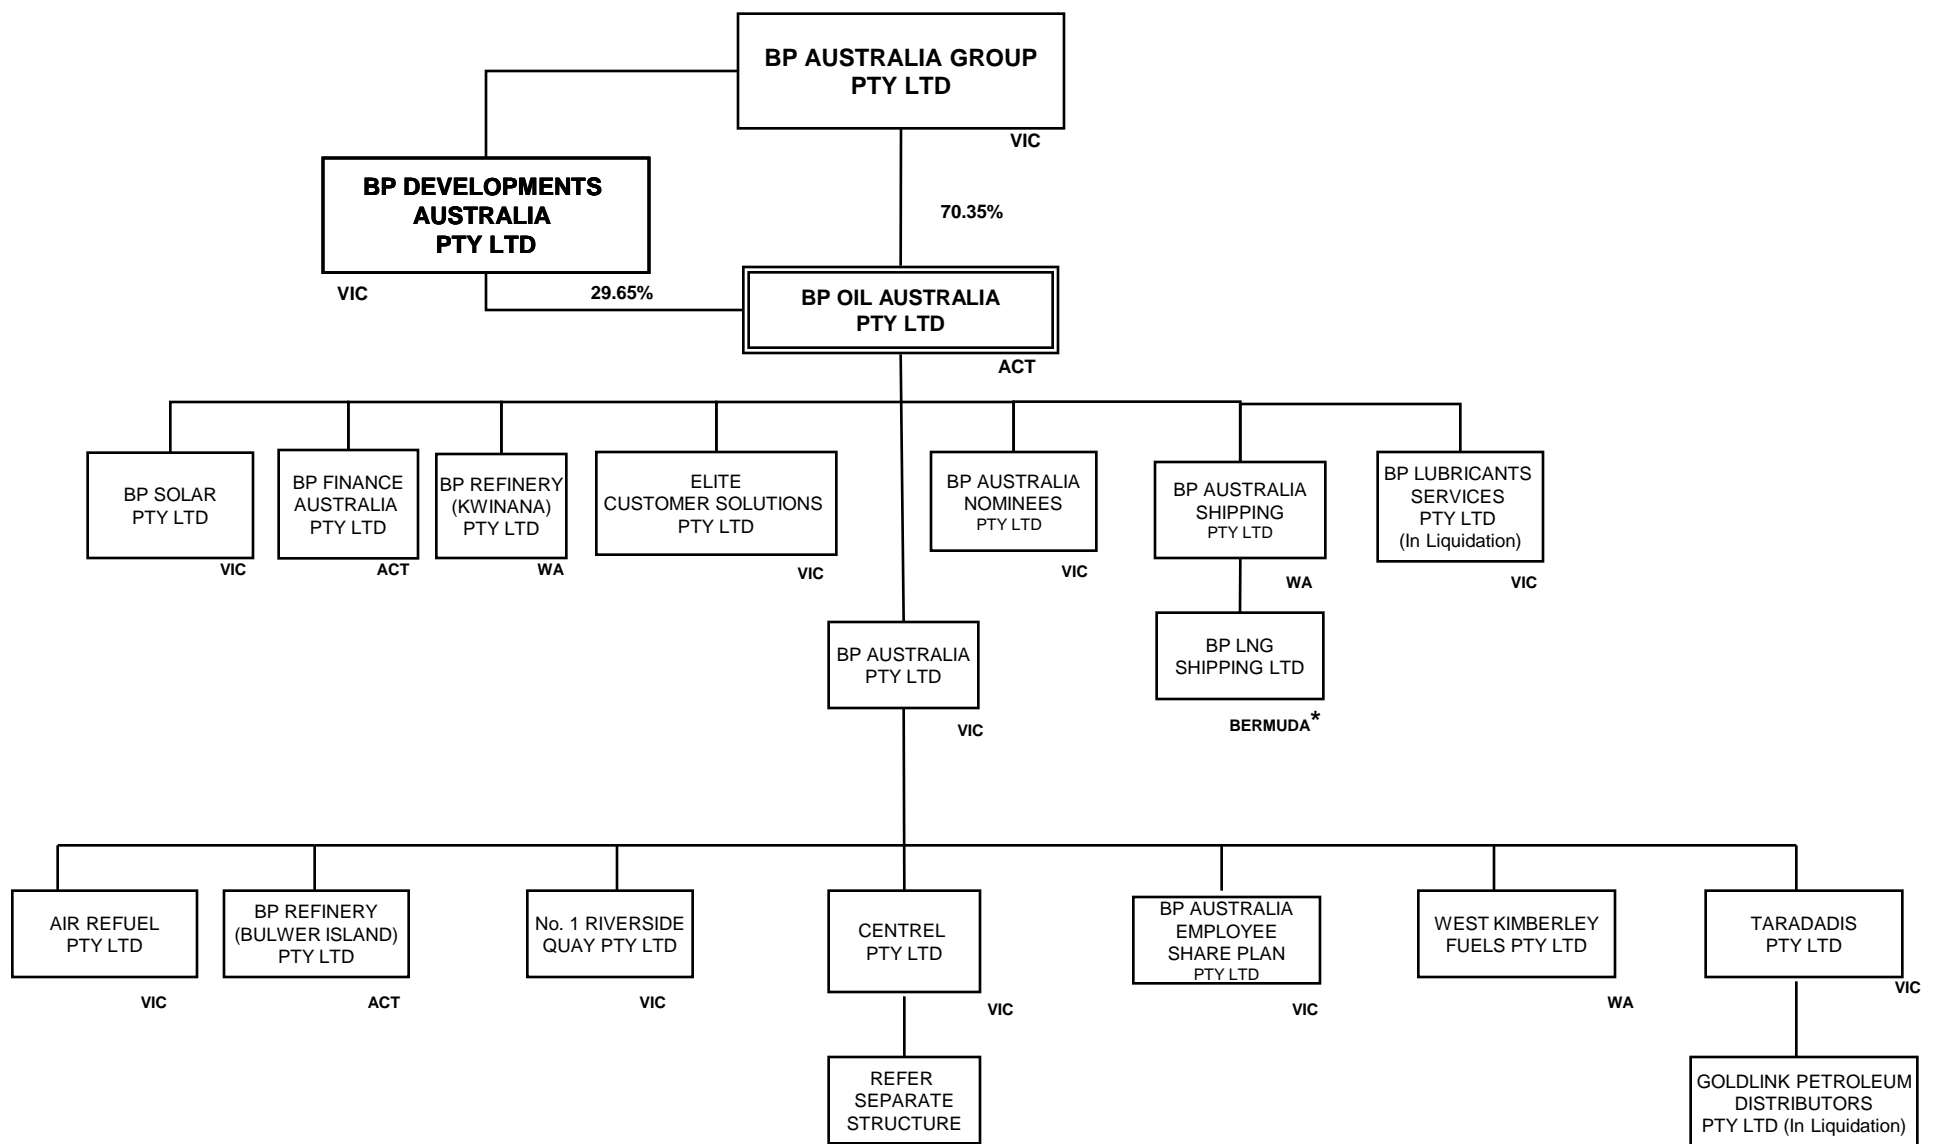 BP AUSTRALIA GROUP
PTY LTD
VIC
BP DEVELOPMENTS
AUSTRALIA
PTY LTD
VIC
70.35%
29.65%
BP OIL AUSTRALIA
PTY LTD
ACT
BP SOLAR
PTY LTD
VIC
BP FINANCE
AUSTRALIA
PTY LTD
ACT
BP REFINERY
(KWINANA)
PTY LTD
WA
ELITE
CUSTOMER SOLUTIONS
PTY LTD
VIC
BP AUSTRALIA
NOMINEES
PTY LTD
VIC
BP AUSTRALIA
SHIPPING
PTY LTD
WA
BP LUBRICANTS
SERVICES
PTY LTD
(In Liquidation)
VIC
BP AUSTRALIA
PTY LTD
VIC
BP LNG
SHIPPING LTD
BERMUDA*
AIR REFUEL
PTY LTD
VIC
BP REFINERY
(BULWER ISLAND)
PTY LTD
ACT
No. 1 RIVERSIDE
QUAY PTY LTD
VIC
CENTREL
PTY LTD
VIC
BP AUSTRALIA
EMPLOYEE
SHARE PLAN
PTY LTD
VIC
WEST KIMBERLEY
FUELS PTY LTD
WA
TARADADIS
PTY LTD
VIC
REFER
SEPARATE
STRUCTURE
GOLDLINK PETROLEUM
DISTRIBUTORS
PTY LTD (In Liquidation)